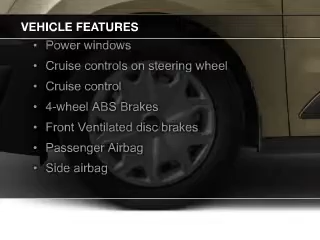 VEHICLE FEATURES
• Power windows
• Cruise controls on steering wheel
• Cruise control
• 4-wheel ABS Brakes
• Front Ventilated disc brakes
• Passenger Airbag
• Side airbag